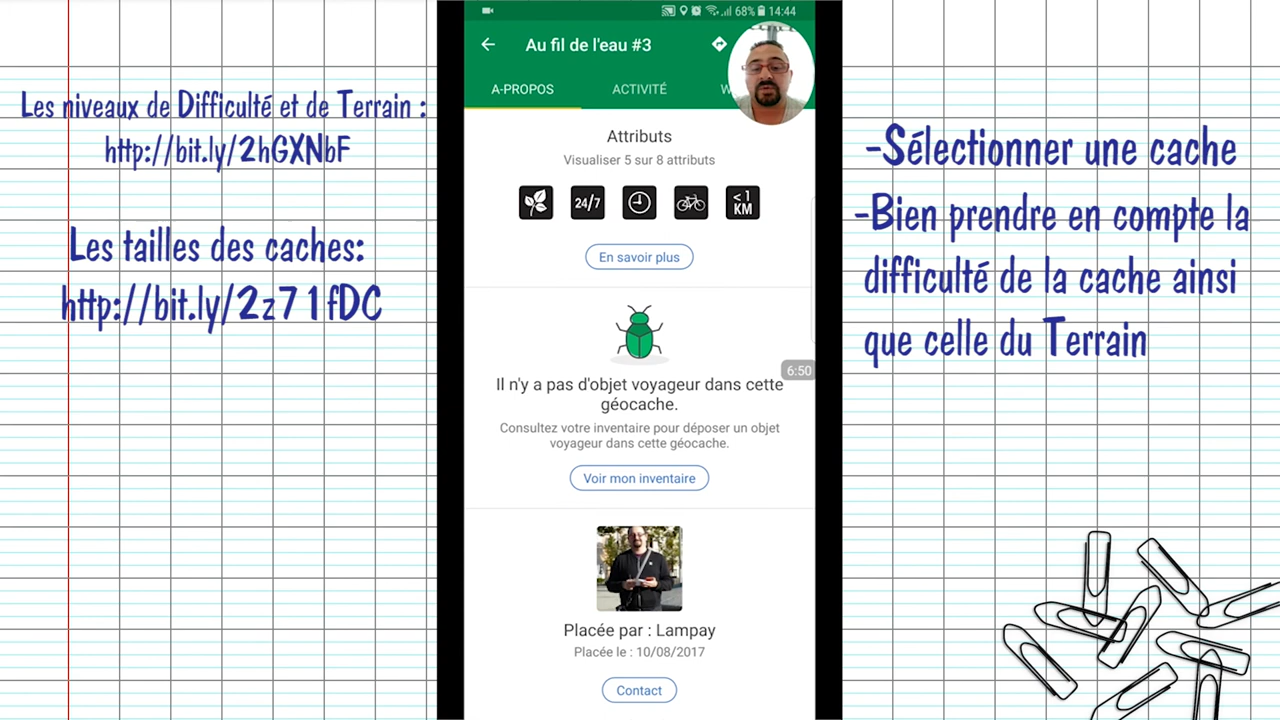 Les niveaux de Difficulté et de Terrain :
http://bit.ly/2hGXNbF
Les tailles des caches:
http://bit.ly/2z71fDC
68% 14:44
Au fil de l'eau #3
A-PROPOS ACTIVITÉ W
Attributs
Visualiser 5 sur 8 attributs
24/7
< 1
KM
En savoir plus
6:50
Il n'y a pas d'objet voyageur dans cette
géocache.
Consultez votre inventaire pour déposer un objet
voyageur dans cette géocache.
Voir mon inventaire
Placée par : Lampay
Placée le : 10/08/2017
Contact
-Sélectionner une cache
-Bien prendre en compte la
difficulté de la cache ainsi
que celle du Terrain